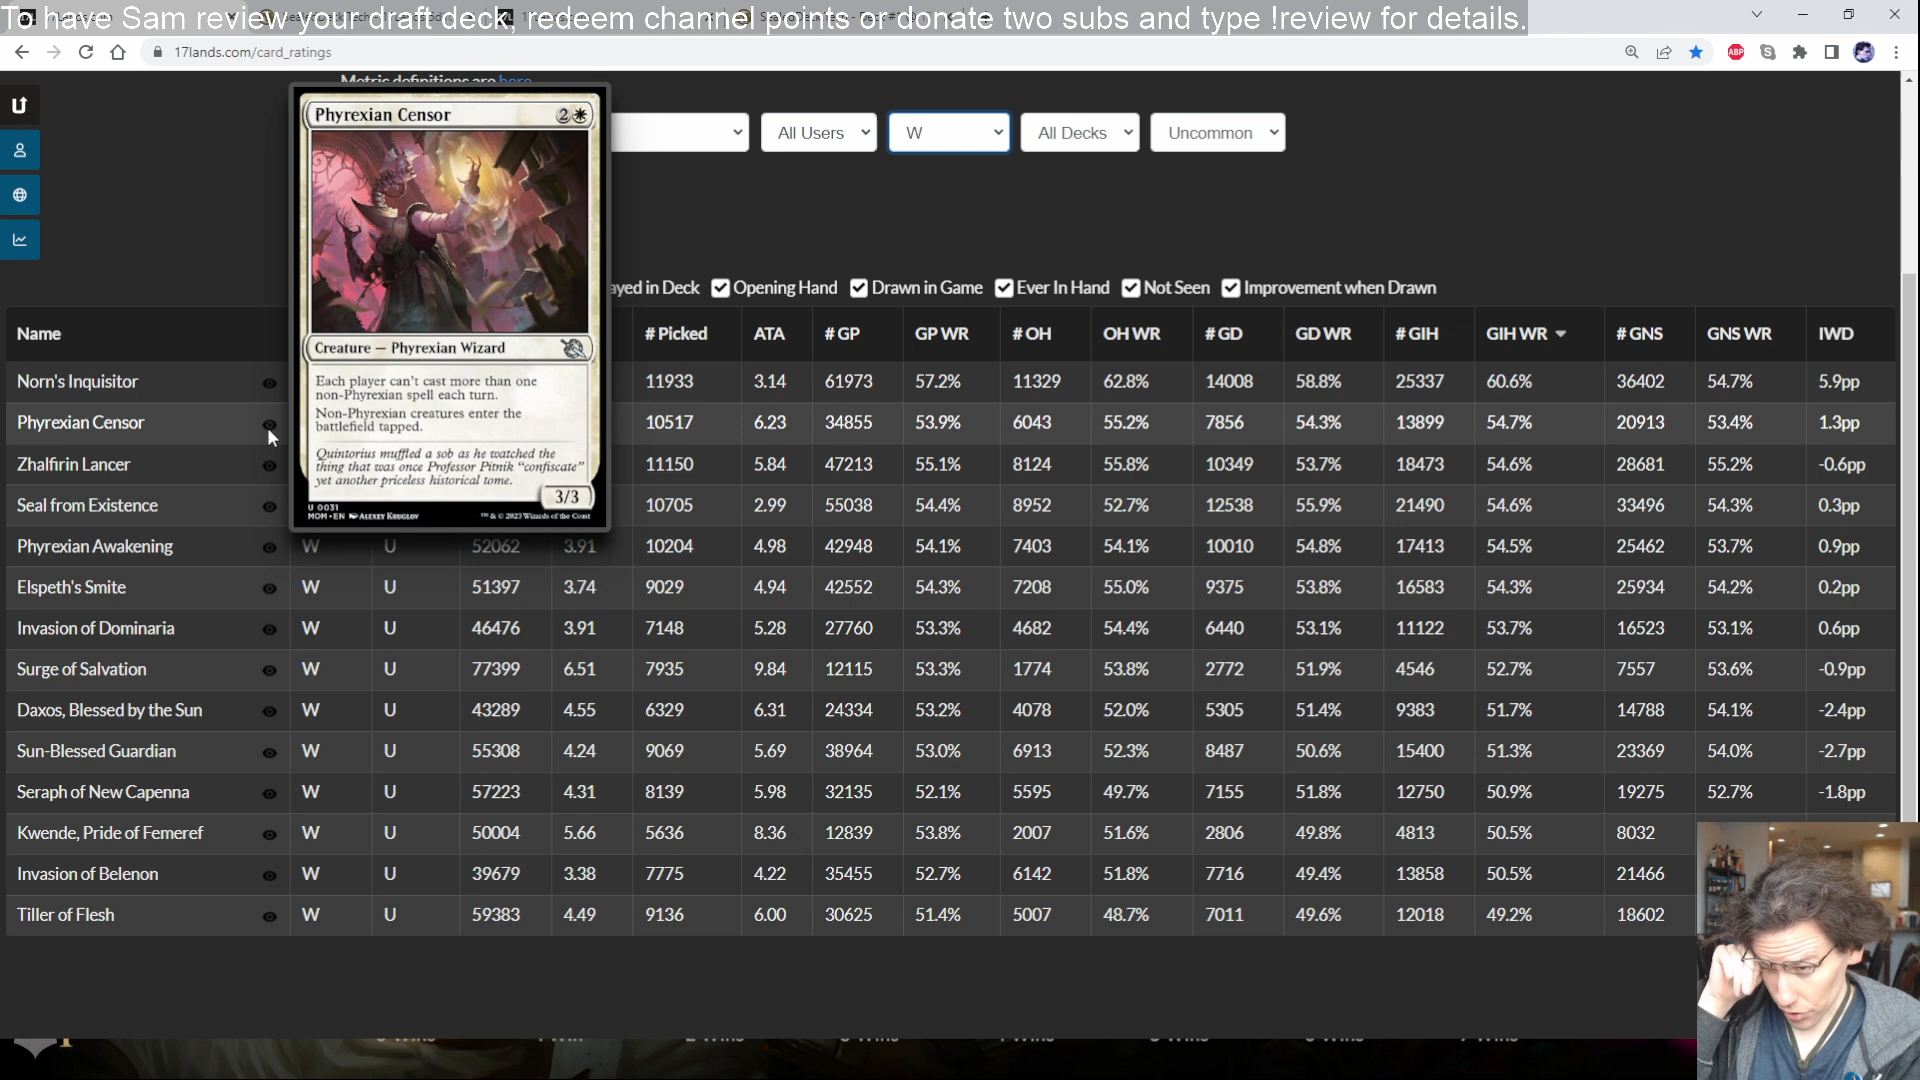 To have Sam review your draft deck, redeem channel points or donate two subs and type !review for details.
17lands.com/card_ratings
ABP
Metric definitions are here
All Users W All Decks Uncommon
Phyrexian Censor 2
Creature — Phyrexian Wizard
Each player can't cast more than one
non-Phyrexian spell each turn.
Non-Phyrexian creatures enter the
battlefield tapped.
Quintorius muffled a sob as he watched the
thing that was once Professor Pitnik “confiscate”
yet another priceless historical tome.
3/3
U 0031
MOM • EN ALEXEY KRUGLOV ™ & © 2023 Wizards of the Coast
ayed in Deck Opening Hand Drawn in Game Ever In Hand Not Seen Improvement when Drawn
Name # Picked ATA # GP GP WR # OH OH WR # GD GD WR # GIH GIH WR # GNS GNS WR IWD
Norn's Inquisitor 11933 3.14 61973 57.2% 11329 62.8% 14008 58.8% 25337 60.6% 36402 54.7% 5.9pp
Phyrexian Censor 10517 6.23 34855 53.9% 6043 55.2% 7856 54.3% 13899 54.7% 20913 53.4% 1.3pp
Zhalfirin Lancer 11150 5.84 47213 55.1% 8124 55.8% 10349 53.7% 18473 54.6% 28681 55.2% -0.6pp
Seal from Existence 10705 2.99 55038 54.4% 8952 52.7% 12538 55.9% 21490 54.6% 33496 54.3% 0.3pp
Phyrexian Awakening W U 52062 3.91 10204 4.98 42948 54.1% 7403 54.1% 10010 54.8% 17413 54.5% 25462 53.7% 0.9pp
Elspeth's Smite W U 51397 3.74 9029 4.94 42552 54.3% 7208 55.0% 9375 53.8% 16583 54.3% 25934 54.2% 0.2pp
Invasion of Dominaria W U 46476 3.91 7148 5.28 27760 53.3% 4682 54.4% 6440 53.1% 11122 53.7% 16523 53.1% 0.6pp
Surge of Salvation W U 77399 6.51 7935 9.84 12115 53.3% 1774 53.8% 2772 51.9% 4546 52.7% 7557 53.6% -0.9pp
Daxos, Blessed by the Sun W U 43289 4.55 6329 6.31 24334 53.2% 4078 52.0% 5305 51.4% 9383 51.7% 14788 54.1% -2.4pp
Sun-Blessed Guardian W U 55308 4.24 9069 5.69 38964 53.0% 6913 52.3% 8487 50.6% 15400 51.3% 23369 54.0% -2.7pp
Seraph of New Capenna W U 57223 4.31 8139 5.98 32135 52.1% 5595 49.7% 7155 51.8% 12750 50.9% 19275 52.7% -1.8pp
Kwende, Pride of Femeref W U 50004 5.66 5636 8.36 12839 53.8% 2007 51.6% 2806 49.8% 4813 50.5% 8032
Invasion of Belenon W U 39679 3.38 7775 4.22 35455 52.7% 6142 51.8% 7716 49.4% 13858 50.5% 21466
Tiller of Flesh W U 59383 4.49 9136 6.00 30625 51.4% 5007 48.7% 7011 49.6% 12018 49.2% 18602